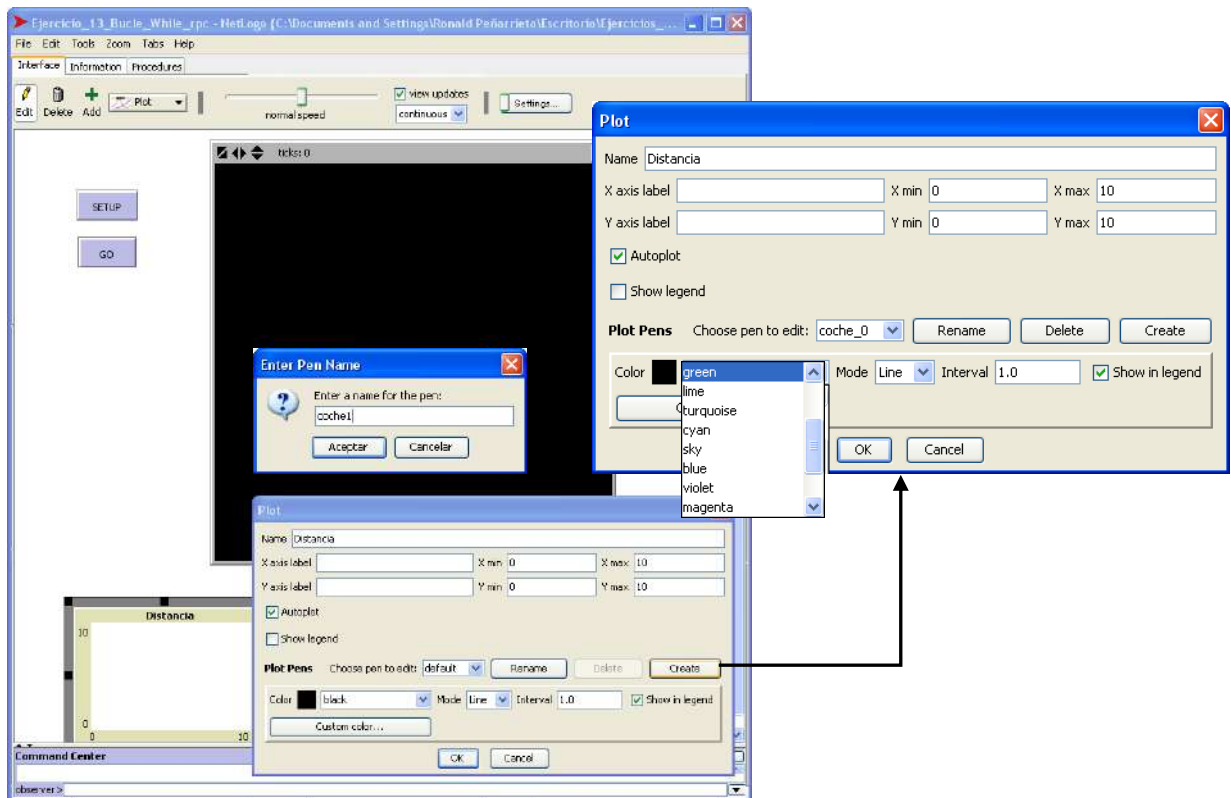 Ejercicio_13_Bucle_While_rpc - NetLogo {C:\Documents and Settings\Ronald Peñarrieto\Escritorio\Ejercicios_...
File Edit Tools Zoom Tabs Help
Interface Information Procedures
Edit Delete Add Plot normal speed view updates continuous Settings...
ticks: 0
SETUP
GO
Plot
Name Distancia
X axis label X min 0 X max 10
Y axis label Y min 0 Y max 10
Autoplot
Show legend
Plot Pens Choose pen to edit: coche_0 Rename Delete Create
Color green Mode Line Interval 1.0 Show in legend
lime
turquoise
cyan
sky
blue
violet
magenta
OK Cancel
Enter Pen Name
Enter a name for the pen:
coche1
Aceptar Cancelar
Plot
Name Distancia
X axis label X min 0 X max 10
Y axis label Y min 0 Y max 10
Autoplot
Show legend
Plot Pens Choose pen to edit: default Rename Delete Create
Color black Mode Line Interval 1.0 Show in legend
Custom color...
OK Cancel
Distancia
10
0
0 10
Command Center
observer>